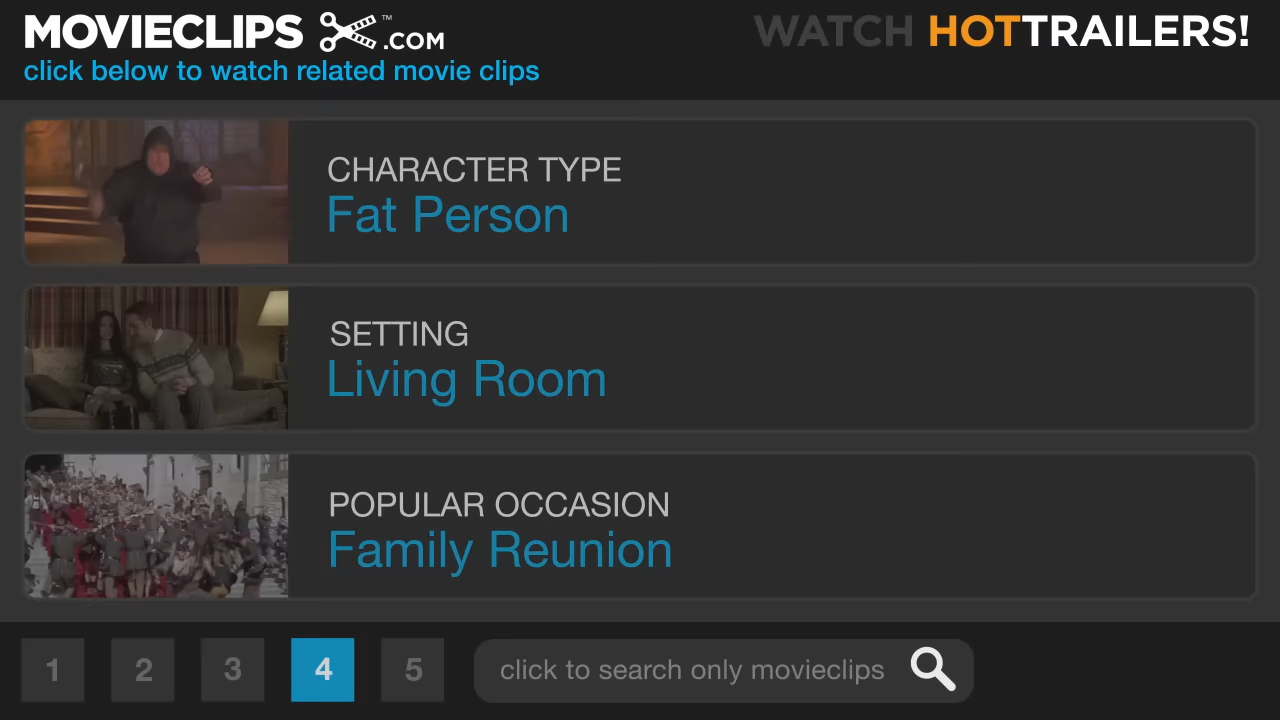 MOVIECLIPS™.COM
WATCH HOTTRAILERS!
click below to watch related movie clips
CHARACTER TYPE
Fat Person
SETTING
Living Room
POPULAR OCCASION
Family Reunion
1 2 3 4 5
click to search only movieclips